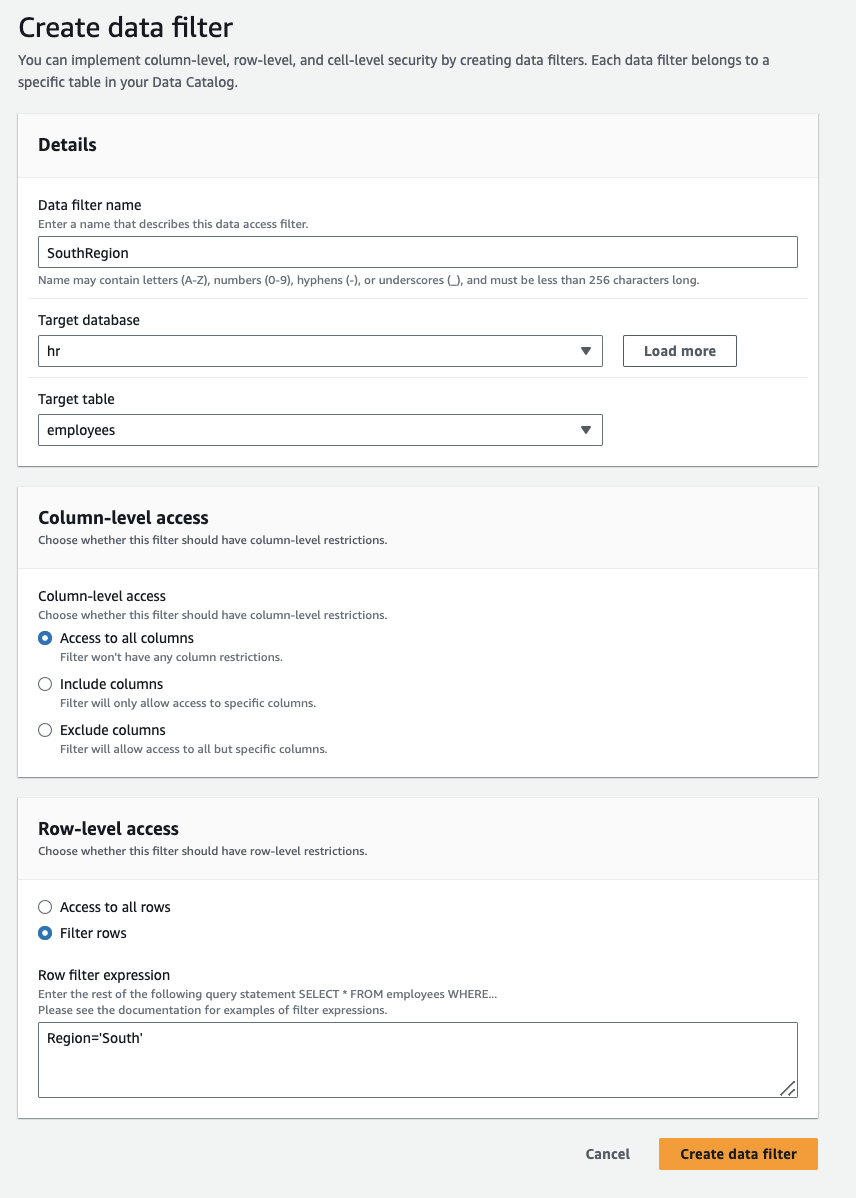 Create data filter
You can implement column-level, row-level, and cell-level security by creating data filters. Each data filter belongs to a
specific table in your Data Catalog.
Details
Data filter name
Enter a name that describes this data access filter.
SouthRegion
Name may contain letters (A-Z), numbers (0-9), hyphens (-), or underscores (_), and must be less than 256 characters long.
Target database
hr
Load more
Target table
employees
Column-level access
Choose whether this filter should have column-level restrictions.
Column-level access
Choose whether this filter should have column-level restrictions.
Access to all columns
Filter won't have any column restrictions.
Include columns
Filter will only allow access to specific columns.
Exclude columns
Filter will allow access to all but specific columns.
Row-level access
Choose whether this filter should have row-level restrictions.
Access to all rows
Filter rows
Row filter expression
Enter the rest of the following query statement SELECT * FROM employees WHERE...
Please see the documentation for examples of filter expressions.
Region='South'
Cancel
Create data filter